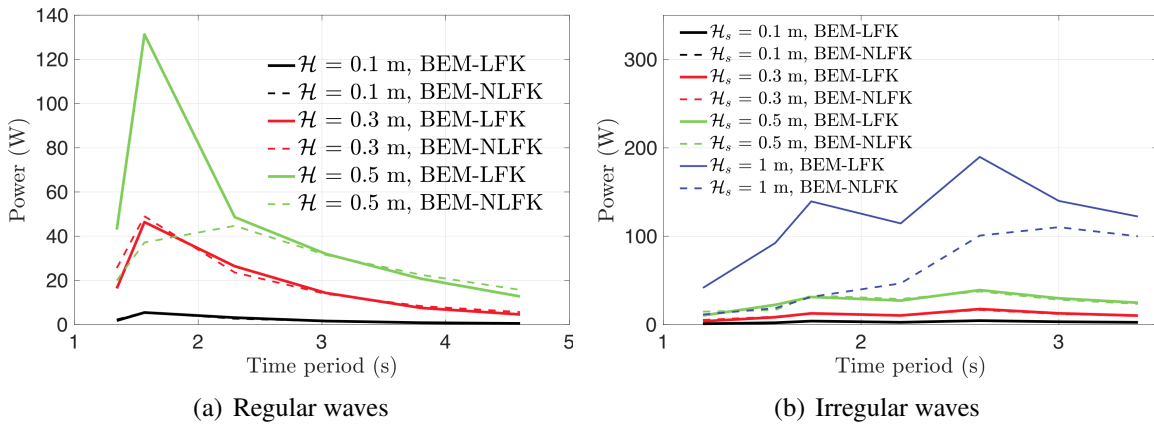 140
120
100
80
60
40
20
0
Power (W)
ℋ = 0.1 m, BEM-LFK
ℋ = 0.1 m, BEM-NLFK
ℋ = 0.3 m, BEM-LFK
ℋ = 0.3 m, BEM-NLFK
ℋ = 0.5 m, BEM-LFK
ℋ = 0.5 m, BEM-NLFK
1 2 3 4 5
Time period (s)
(a) Regular waves
300
200
100
0
Power (W)
ℋₛ = 0.1 m, BEM-LFK
ℋₛ = 0.1 m, BEM-NLFK
ℋₛ = 0.3 m, BEM-LFK
ℋₛ = 0.3 m, BEM-NLFK
ℋₛ = 0.5 m, BEM-LFK
ℋₛ = 0.5 m, BEM-NLFK
ℋₛ = 1 m, BEM-LFK
ℋₛ = 1 m, BEM-NLFK
1 2 3
Time period (s)
(b) Irregular waves